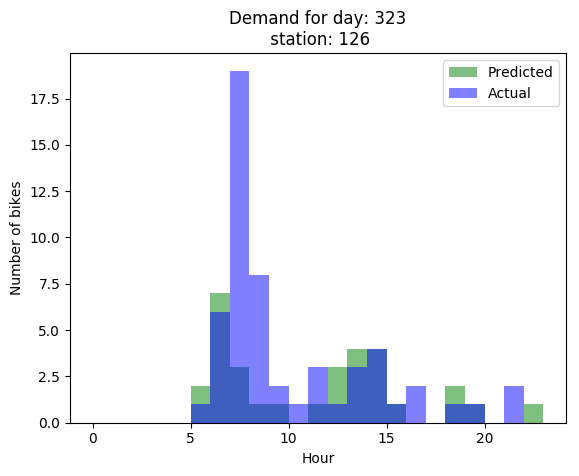 Demand for day: 323
station: 126
Predicted
Actual
Number of bikes
17.5
15.0
12.5
10.0
7.5
5.0
2.5
0.0
0 5 10 15 20
Hour